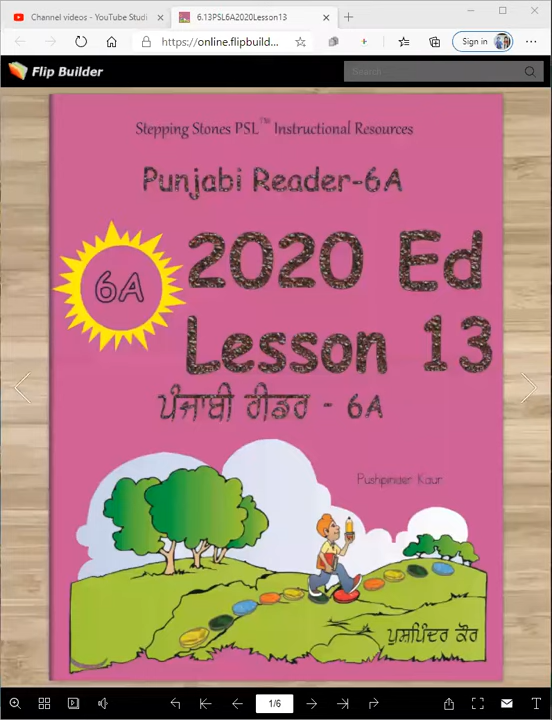 Channel videos - YouTube Studi
6.13PSL6A2020Lesson13
https://online.flipbuild...
Sign in
Flip Builder
Search...
Stepping Stones PSL™ Instructional Resources
Punjabi Reader-6A
6A
2020 Ed
Lesson 13
ਪੰਜਾਬੀ ਰੀਡਰ - 6A
Pushpinder Kaur
ਪੁਸ਼ਪਿੰਦਰ ਕੌਰ
1/6